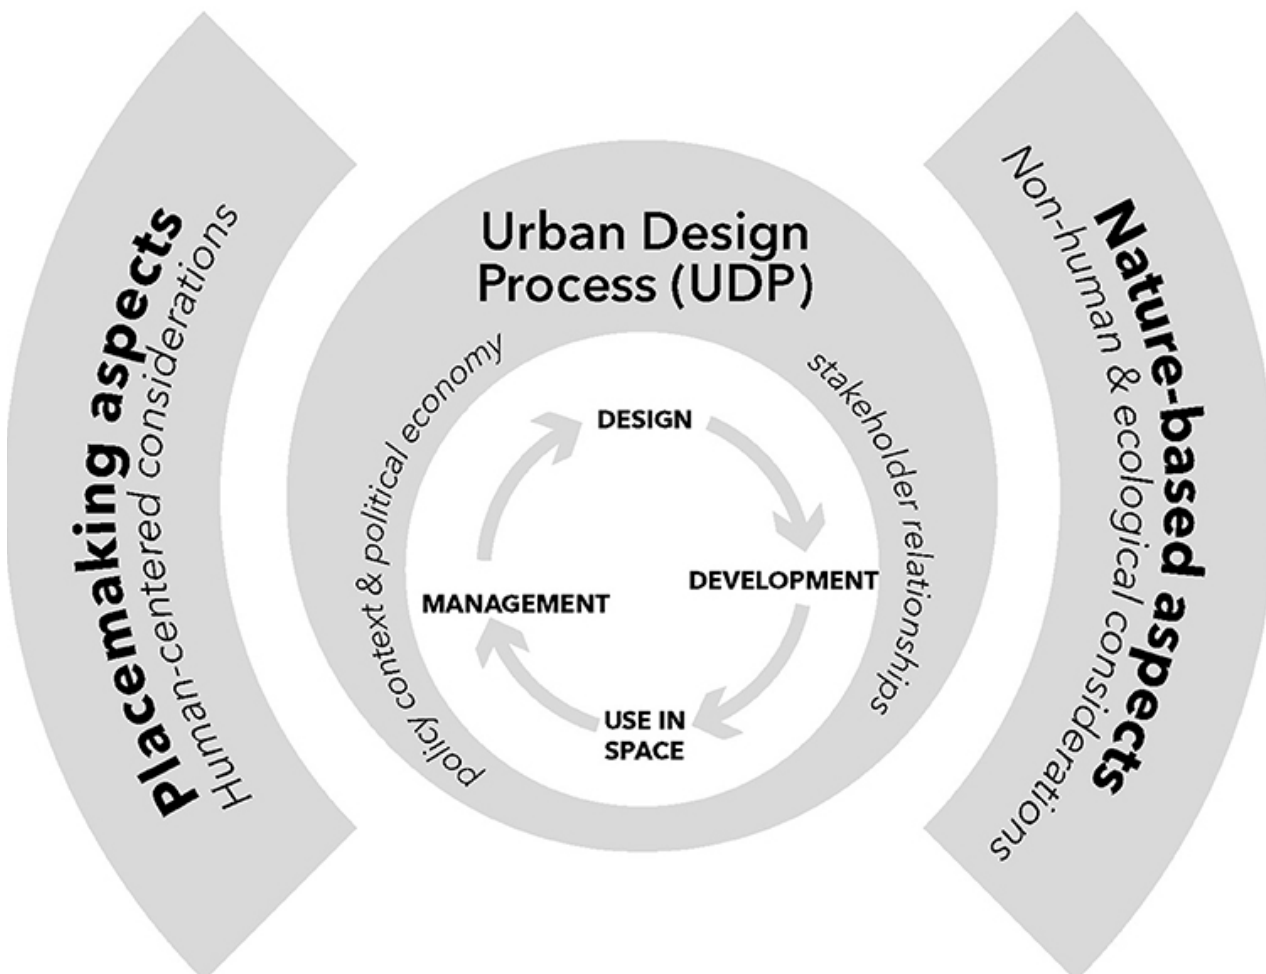 Placemaking aspects
Human-centered considerations
Urban Design
Process (UDP)
policy context & political economy
stakeholder relationships
DESIGN
DEVELOPMENT
USE IN
SPACE
MANAGEMENT
Nature-based aspects
Non-human & ecological considerations